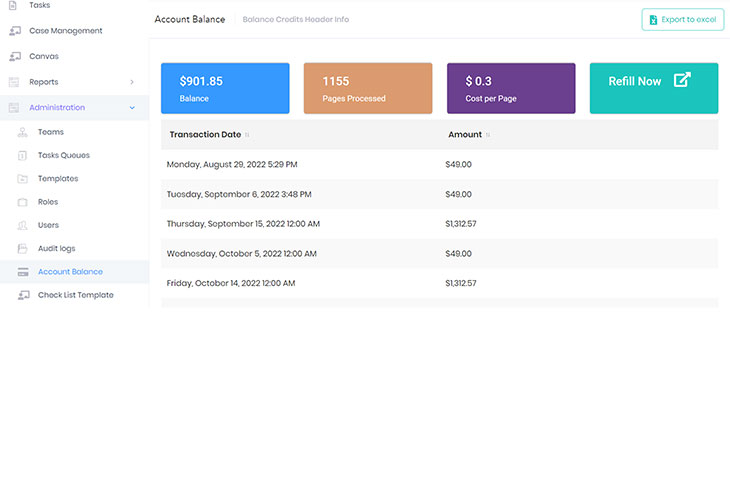 Tasks
Case Management
Canvas
Reports
Administration
Teams
Tasks Queues
Templates
Roles
Users
Audit logs
Account Balance
Check List Template
Account Balance
Balance Credits Header Info
Export to excel
$901.85
Balance
1155
Pages Processed
$ 0.3
Cost per Page
Refill Now
Transaction Date Amount
Monday, August 29, 2022 5:29 PM $49.00
Tuesday, September 6, 2022 3:48 PM $49.00
Thursday, September 15, 2022 12:00 AM $1,312.57
Wednesday, October 5, 2022 12:00 AM $49.00
Friday, October 14, 2022 12:00 AM $1,312.57